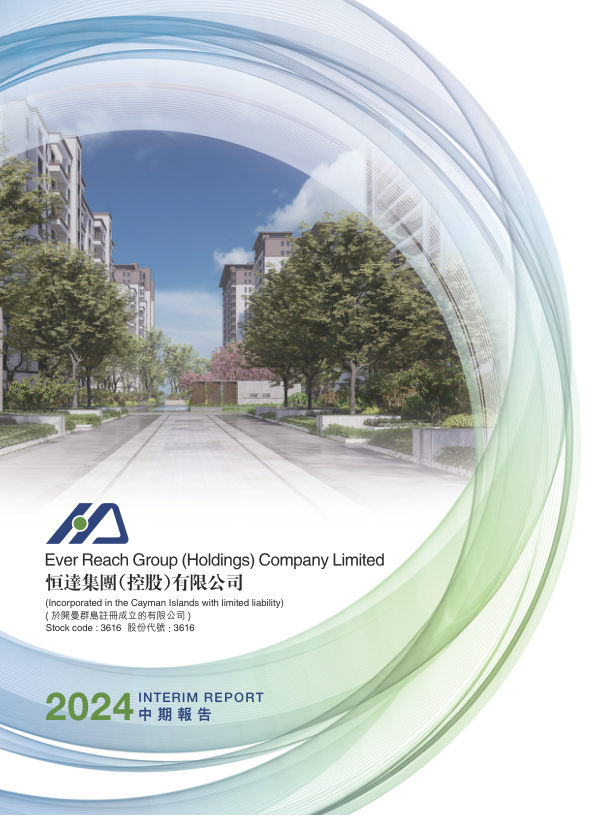 Ever Reach Group (Holdings) Company Limited
恒達集團（控股）有限公司
(Incorporated in the Cayman Islands with limited liability)
( 於開曼群島註冊成立的有限公司 )
Stock code : 3616 股份代號 : 3616
2024 INTERIM REPORT
中期報告